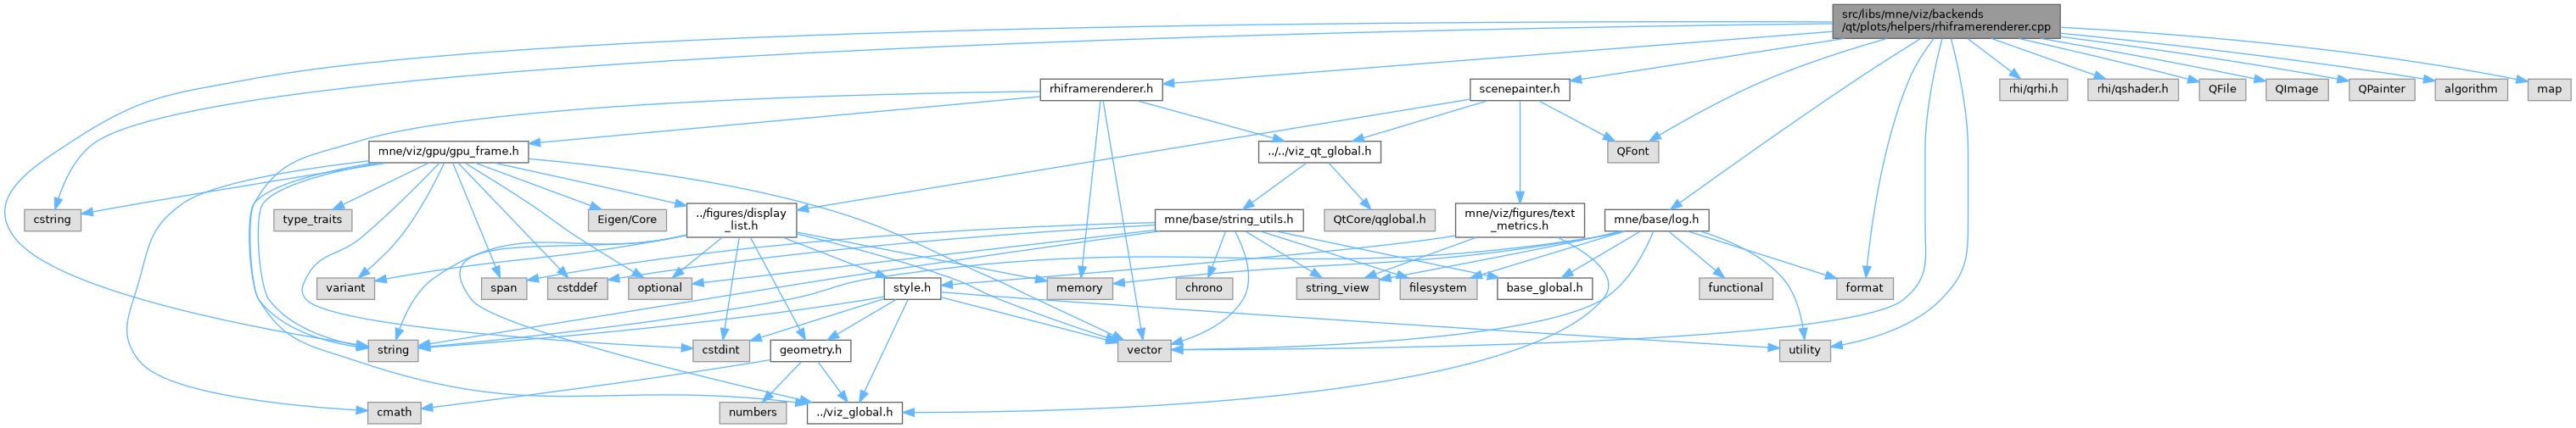 src/libs/mne/viz/backends
/qt/plots/helpers/rhiframerenderer.cpp
rhiframerenderer.h
scenepainter.h
rhi/qrhi.h
rhi/qshader.h
QFile
QImage
QPainter
algorithm
map
mne/viz/gpu/gpu_frame.h
../../viz_qt_global.h
QFont
cstring
type_traits
Eigen/Core
../figures/display
_list.h
mne/base/string_utils.h
QtCore/qglobal.h
mne/viz/figures/text
_metrics.h
mne/base/log.h
variant
span
cstddef
optional
style.h
memory
chrono
string_view
filesystem
base_global.h
functional
format
string
cstdint
geometry.h
vector
utility
cmath
numbers
../viz_global.h